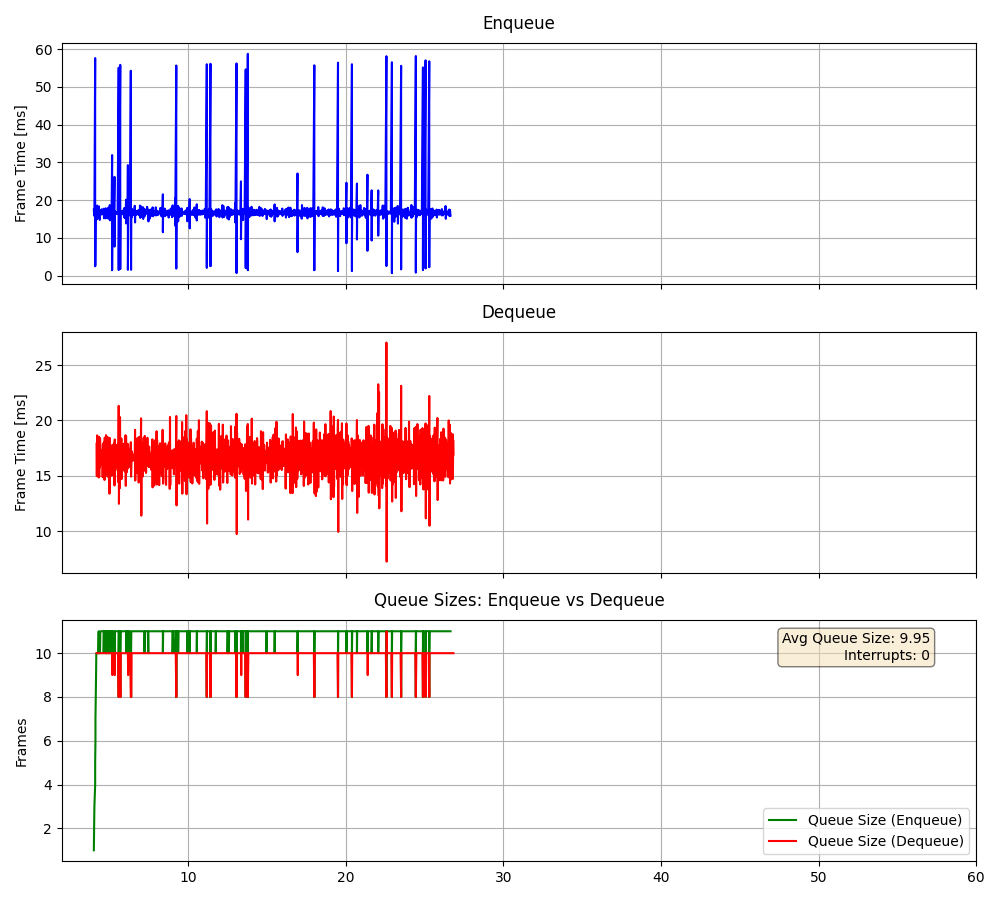 Enqueue
Frame Time [ms]
60
50
40
30
20
10
0
Dequeue
Frame Time [ms]
25
20
15
10
Queue Sizes: Enqueue vs Dequeue
Frames
10
8
6
4
2
Avg Queue Size: 9.95
Interrupts: 0
Queue Size (Enqueue)
Queue Size (Dequeue)
10 20 30 40 50 60